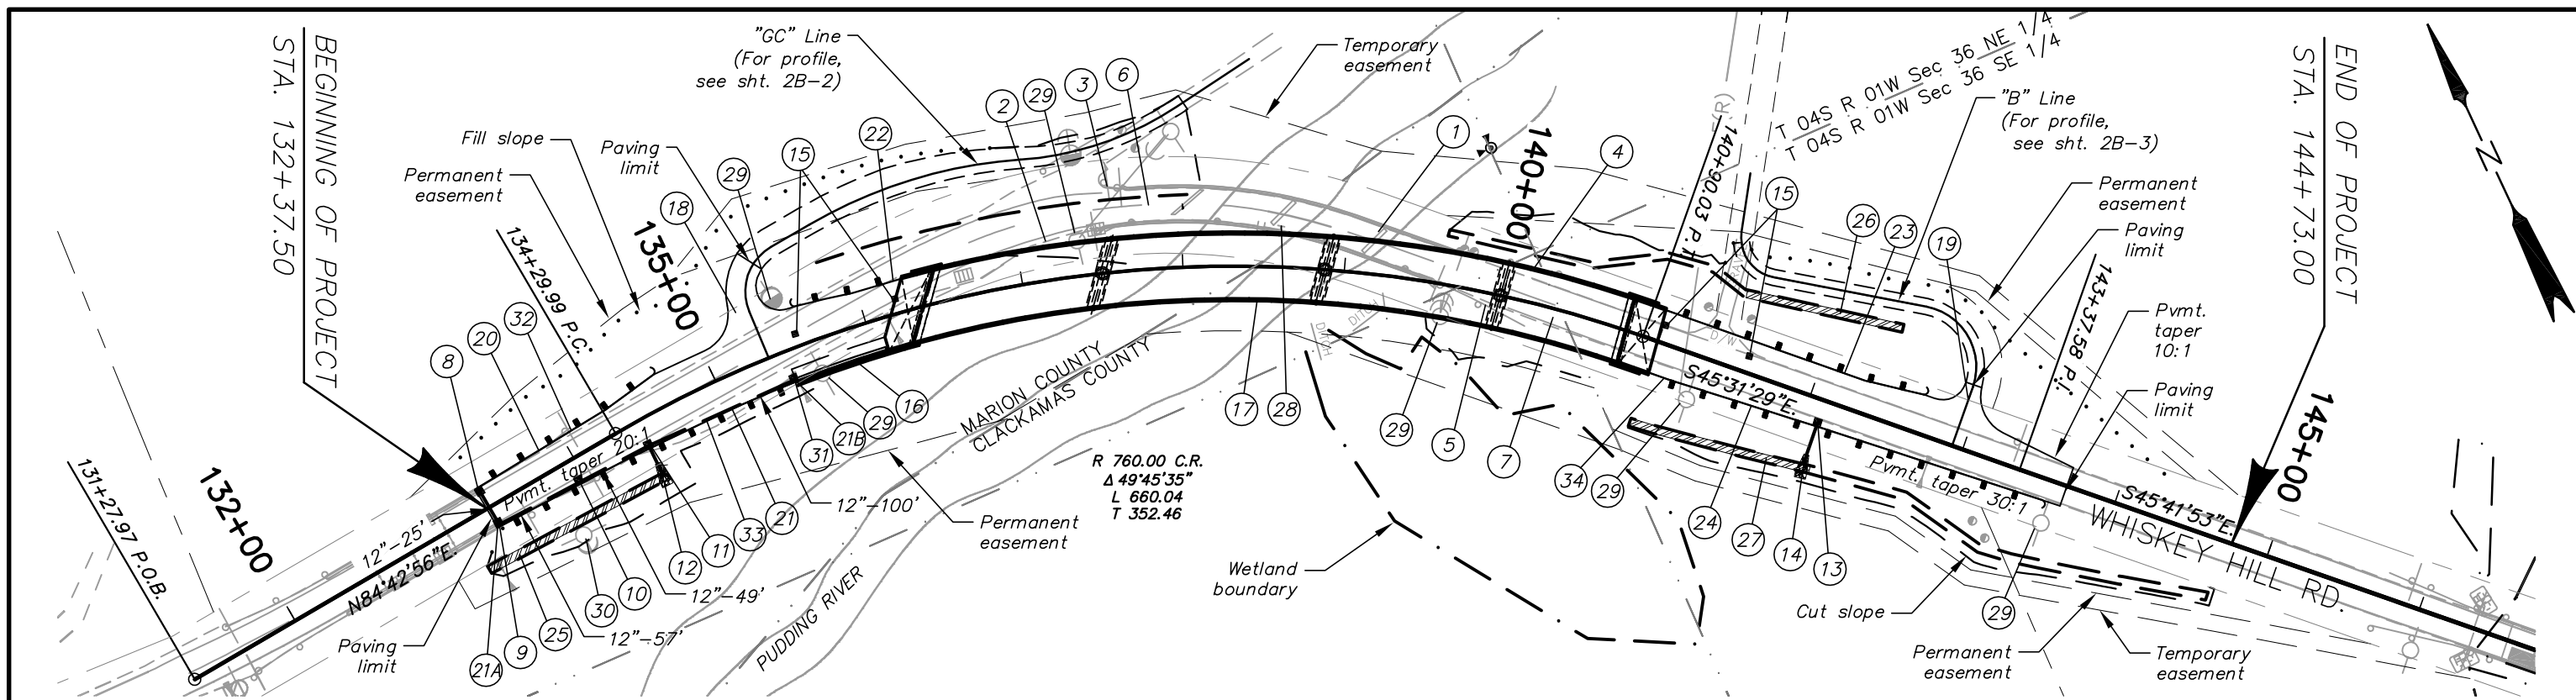 BEGINNING OF PROJECT
STA. 132+37.50
"GC" Line
(For profile,
see sht. 2B-2)
Temporary
easement
T 04S R 01W Sec 36 NE 1/4
T 04S R 01W Sec 36 SE 1/4
"B" Line
(For profile,
see sht. 2B-3)
END OF PROJECT
STA. 144+73.00
N
Fill slope
Paving
limit
Permanent
easement
2
29
3
6
22
15
29
18
1
4
140+00
140+90.03 P.T.
15
26
23
19
Permanent
easement
Paving
limit
143+37.58 P.I.
Pvmt.
taper
10:1
Paving
limit
134+29.99 P.C.
135+00
32
20
8
131+27.97 P.O.B.
132+00
12"-25'
N84°42'56"E.
Pvmt. taper 20:1
MARION COUNTY
CLACKAMAS COUNTY
PUDDING RIVER
DITCH
DITCH
D/W
S45°31'29"E.
Pvmt. taper 30:1
S45°41'53"E.
145+00
WHISKEY HILL RD.
R 760.00 C.R.
Δ 49°45'35"
L 660.04
T 352.46
16
29
21B
31
17
28
29
5
7
34
29
24
27
14
13
29
12"-100'
21
33
11
12
12"-49'
10
30
12"-57'
25
9
21A
Paving
limit
Permanent
easement
Wetland
boundary
Cut slope
Permanent
easement
Temporary
easement